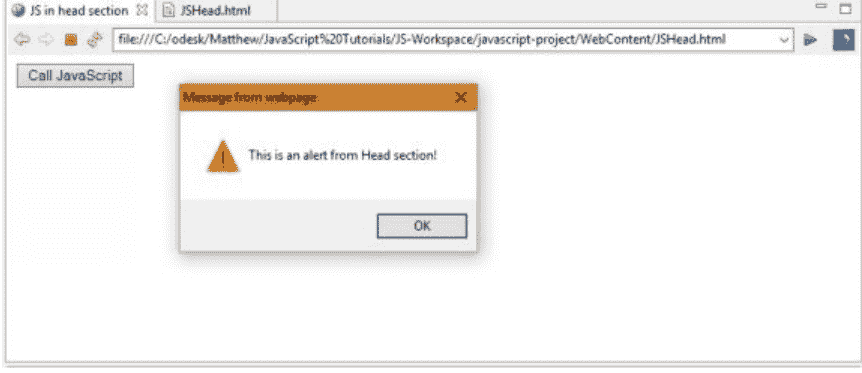 JS in head section
JSHead.html
file:///C:/odesk/Matthew/JavaScript%20Tutorials/JS-Workspace/javascript-project/WebContent/JSHead.html
Call JavaScript
Message from webpage
This is an alert from Head section!
OK